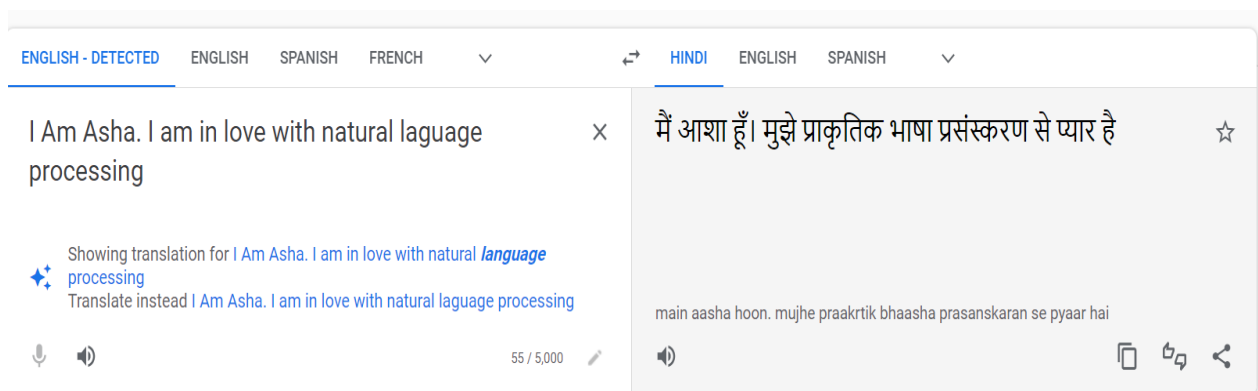 ENGLISH - DETECTED ENGLISH SPANISH FRENCH HINDI ENGLISH SPANISH
I Am Asha. I am in love with natural laguage
processing
Showing translation for I Am Asha. I am in love with natural language
processing
Translate instead I Am Asha. I am in love with natural laguage processing
55 / 5,000
मैं आशा हूँ। मुझे प्राकृतिक भाषा प्रसंस्करण से प्यार है
main aasha hoon. mujhe praakrtik bhaasha prasanskaran se pyaar hai